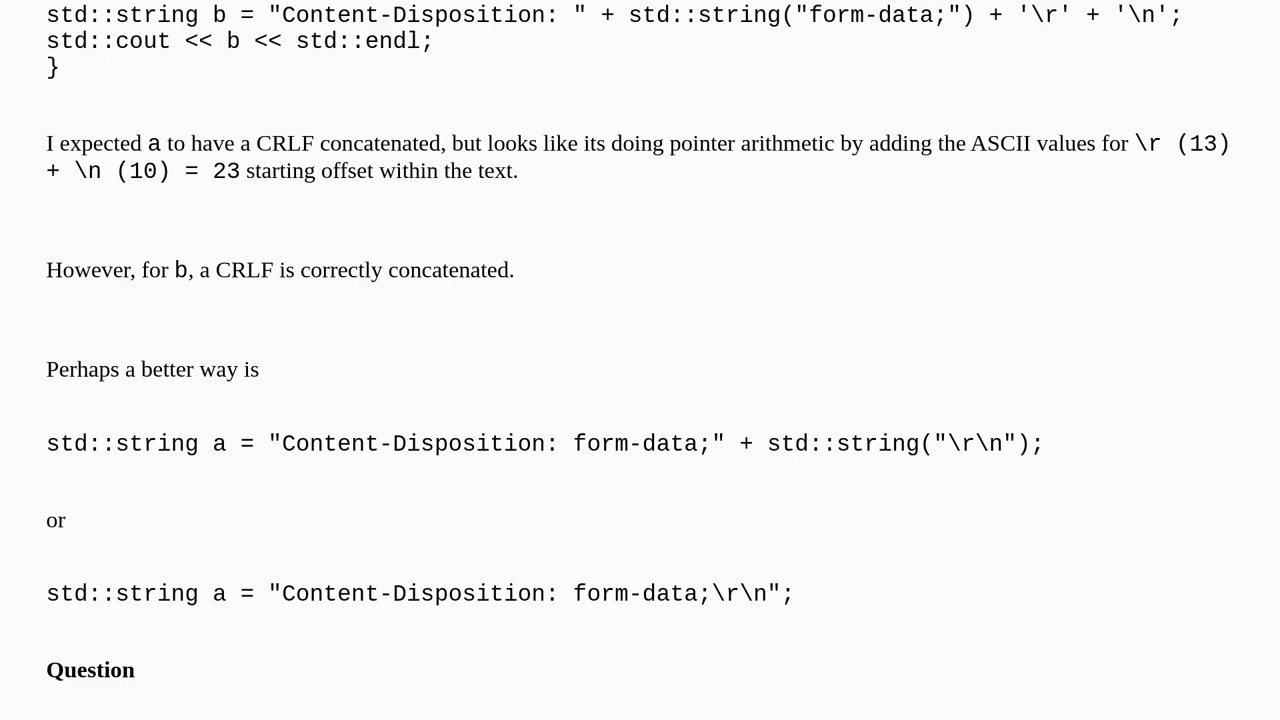 std::string b = "Content-Disposition: " + std::string("form-data;") + '\r' + '\n';
std::cout << b << std::endl;
}
I expected a to have a CRLF concatenated, but looks like its doing pointer arithmetic by adding the ASCII values for \r (13)
+ \n (10) = 23 starting offset within the text.
However, for b, a CRLF is correctly concatenated.
Perhaps a better way is
std::string a = "Content-Disposition: form-data;" + std::string("\r\n");
or
std::string a = "Content-Disposition: form-data;\r\n";
Question